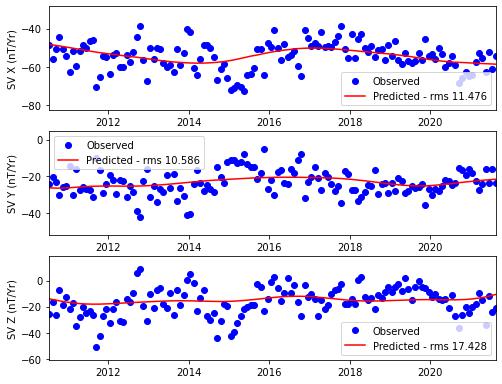 SV X (nT/Yr)
−40
−60
−80
Observed
Predicted - rms 11.476
2012
2014
2016
2018
2020
SV Y (nT/Yr)
0
−20
−40
Observed
Predicted - rms 10.586
2012
2014
2016
2018
2020
SV Z (nT/Yr)
0
−20
−40
−60
Observed
Predicted - rms 17.428
2012
2014
2016
2018
2020